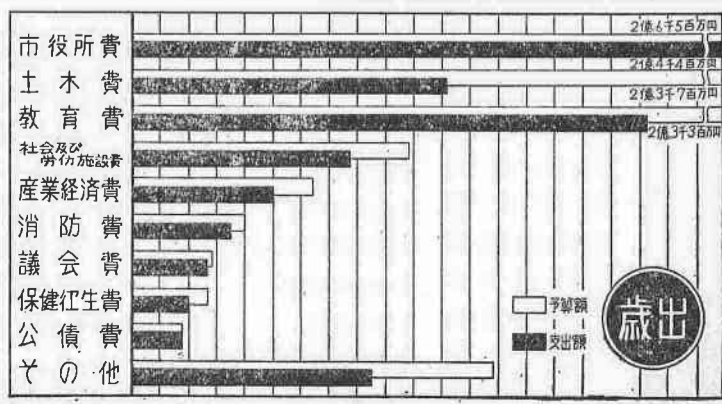 2億6千5百万円
市役所費
2億4千4百万円
土木費
2億3千7百万円
教育費
2億3千3百万円
社会及び
労働施設費
産業経済費
消防費
議会費
保健衛生費
公債費
その他
予算額
支出額
歳出